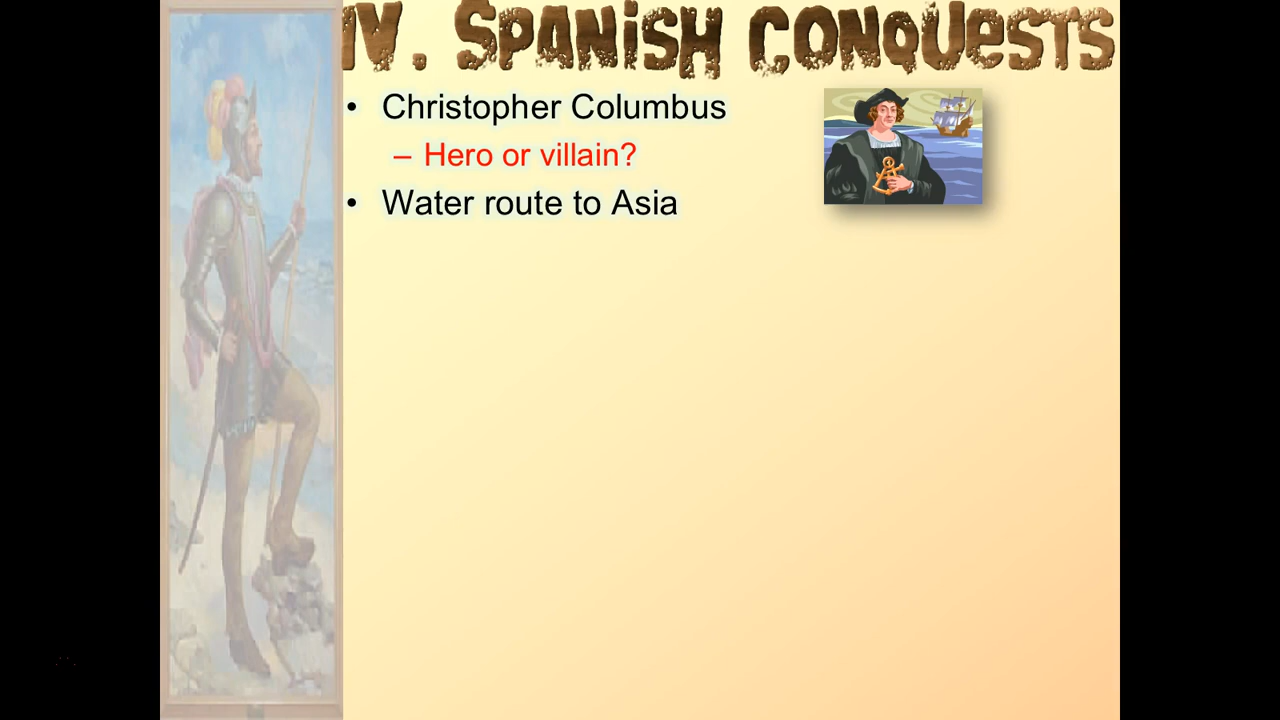 IV. Spanish Conquests
• Christopher Columbus
– Hero or villain?
• Water route to Asia